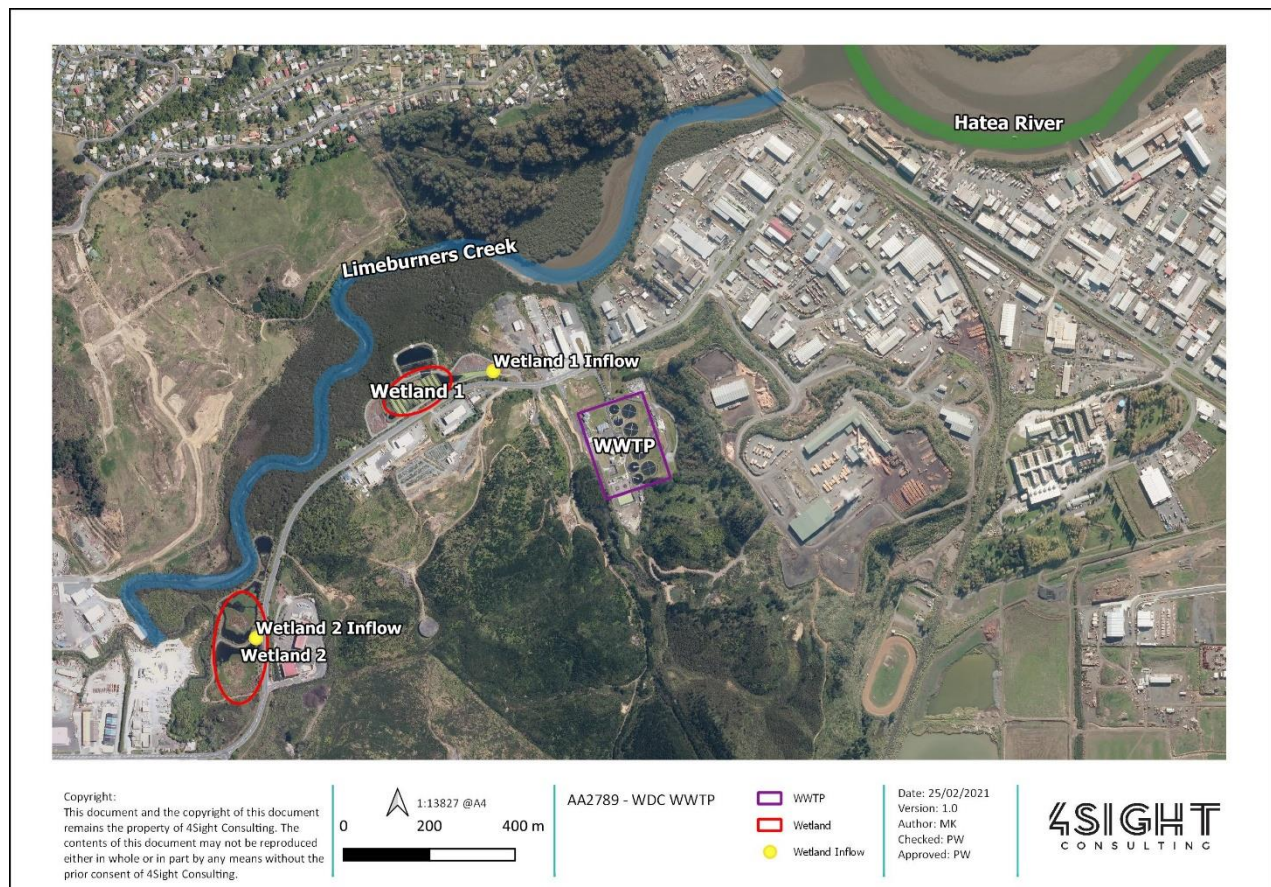 Hatea River
Limeburners Creek
Wetland 1 Inflow
Wetland 1
WWTP
Wetland 2 Inflow
Wetland 2
Copyright:
This document and the copyright of this document
remains the property of 4Sight Consulting. The
contents of this document may not be reproduced
either in whole or in part by any means without the
prior consent of 4Sight Consulting.
1:13827 @A4
0 200 400 m
AA2789 - WDC WWTP
WWTP
Wetland
Wetland Inflow
Date: 25/02/2021
Version: 1.0
Author: MK
Checked: PW
Approved: PW
4SIGHT
CONSULTING